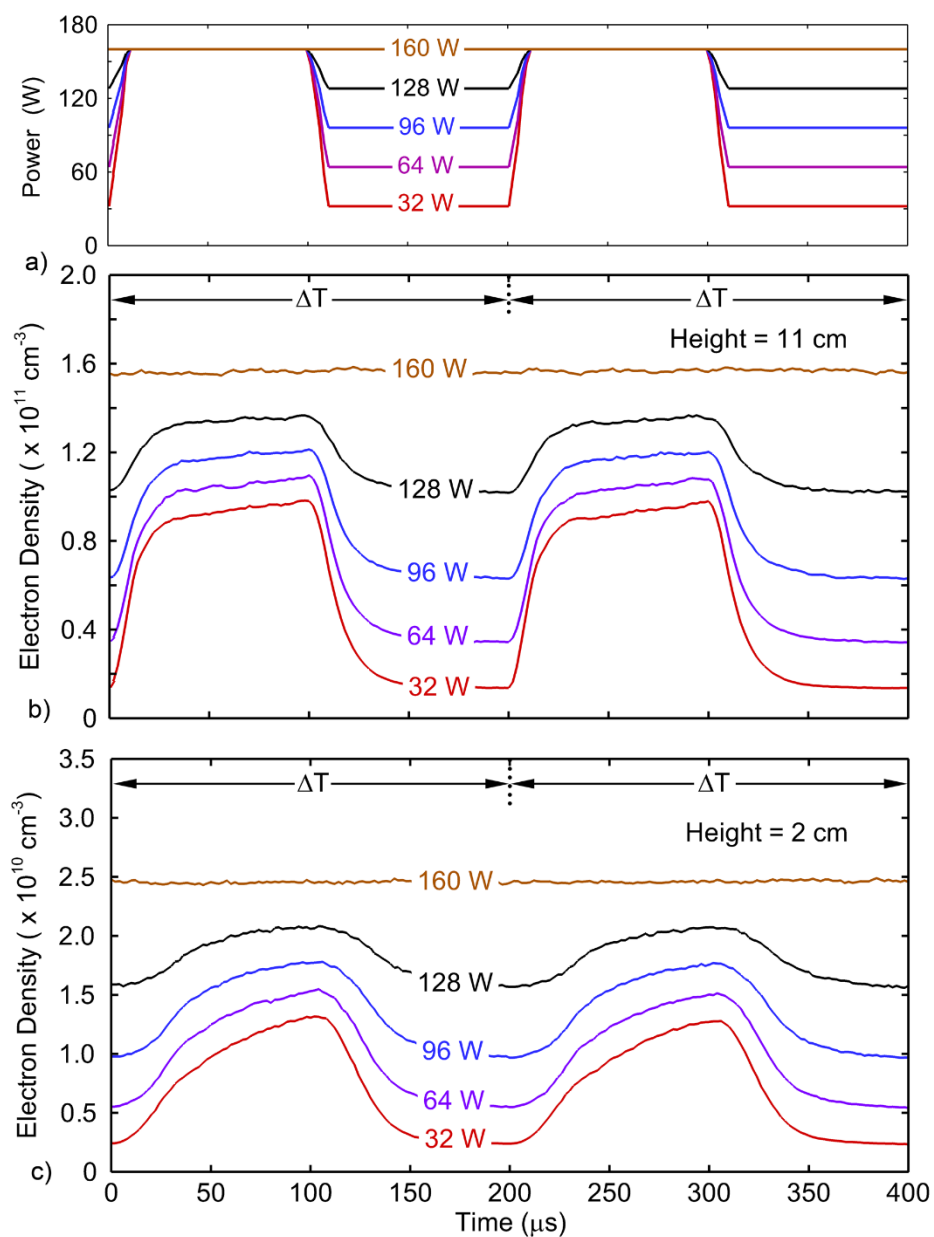 180
120
60
0
Power (W)
160 W
128 W
96 W
64 W
32 W
a)
2.0
1.6
1.2
0.8
0.4
0
Electron Density ( x 10¹¹ cm⁻³)
ΔT
ΔT
Height = 11 cm
160 W
128 W
96 W
64 W
32 W
b)
3.5
3.0
2.5
2.0
1.5
1.0
0.5
0
Electron Density ( x 10¹⁰ cm⁻³)
ΔT
ΔT
Height = 2 cm
160 W
128 W
96 W
64 W
32 W
c)
0 50 100 150 200 250 300 350 400
Time (μs)